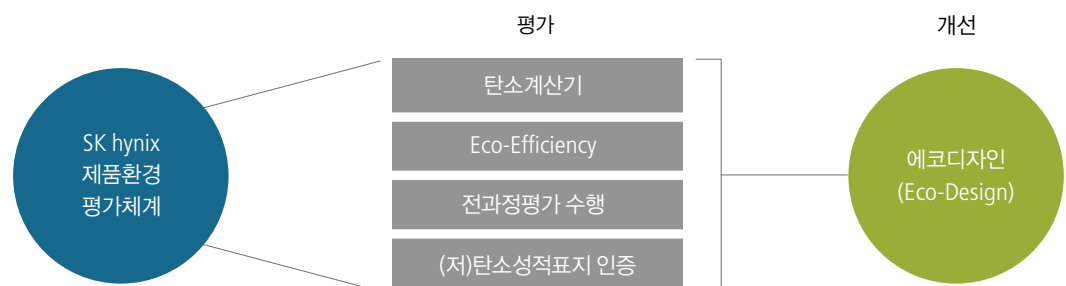 평가
개선
탄소계산기
SK hynix
제품환경
평가체계
Eco-Efficiency
에코디자인
(Eco-Design)
전과정평가 수행
(저)탄소성적표지 인증